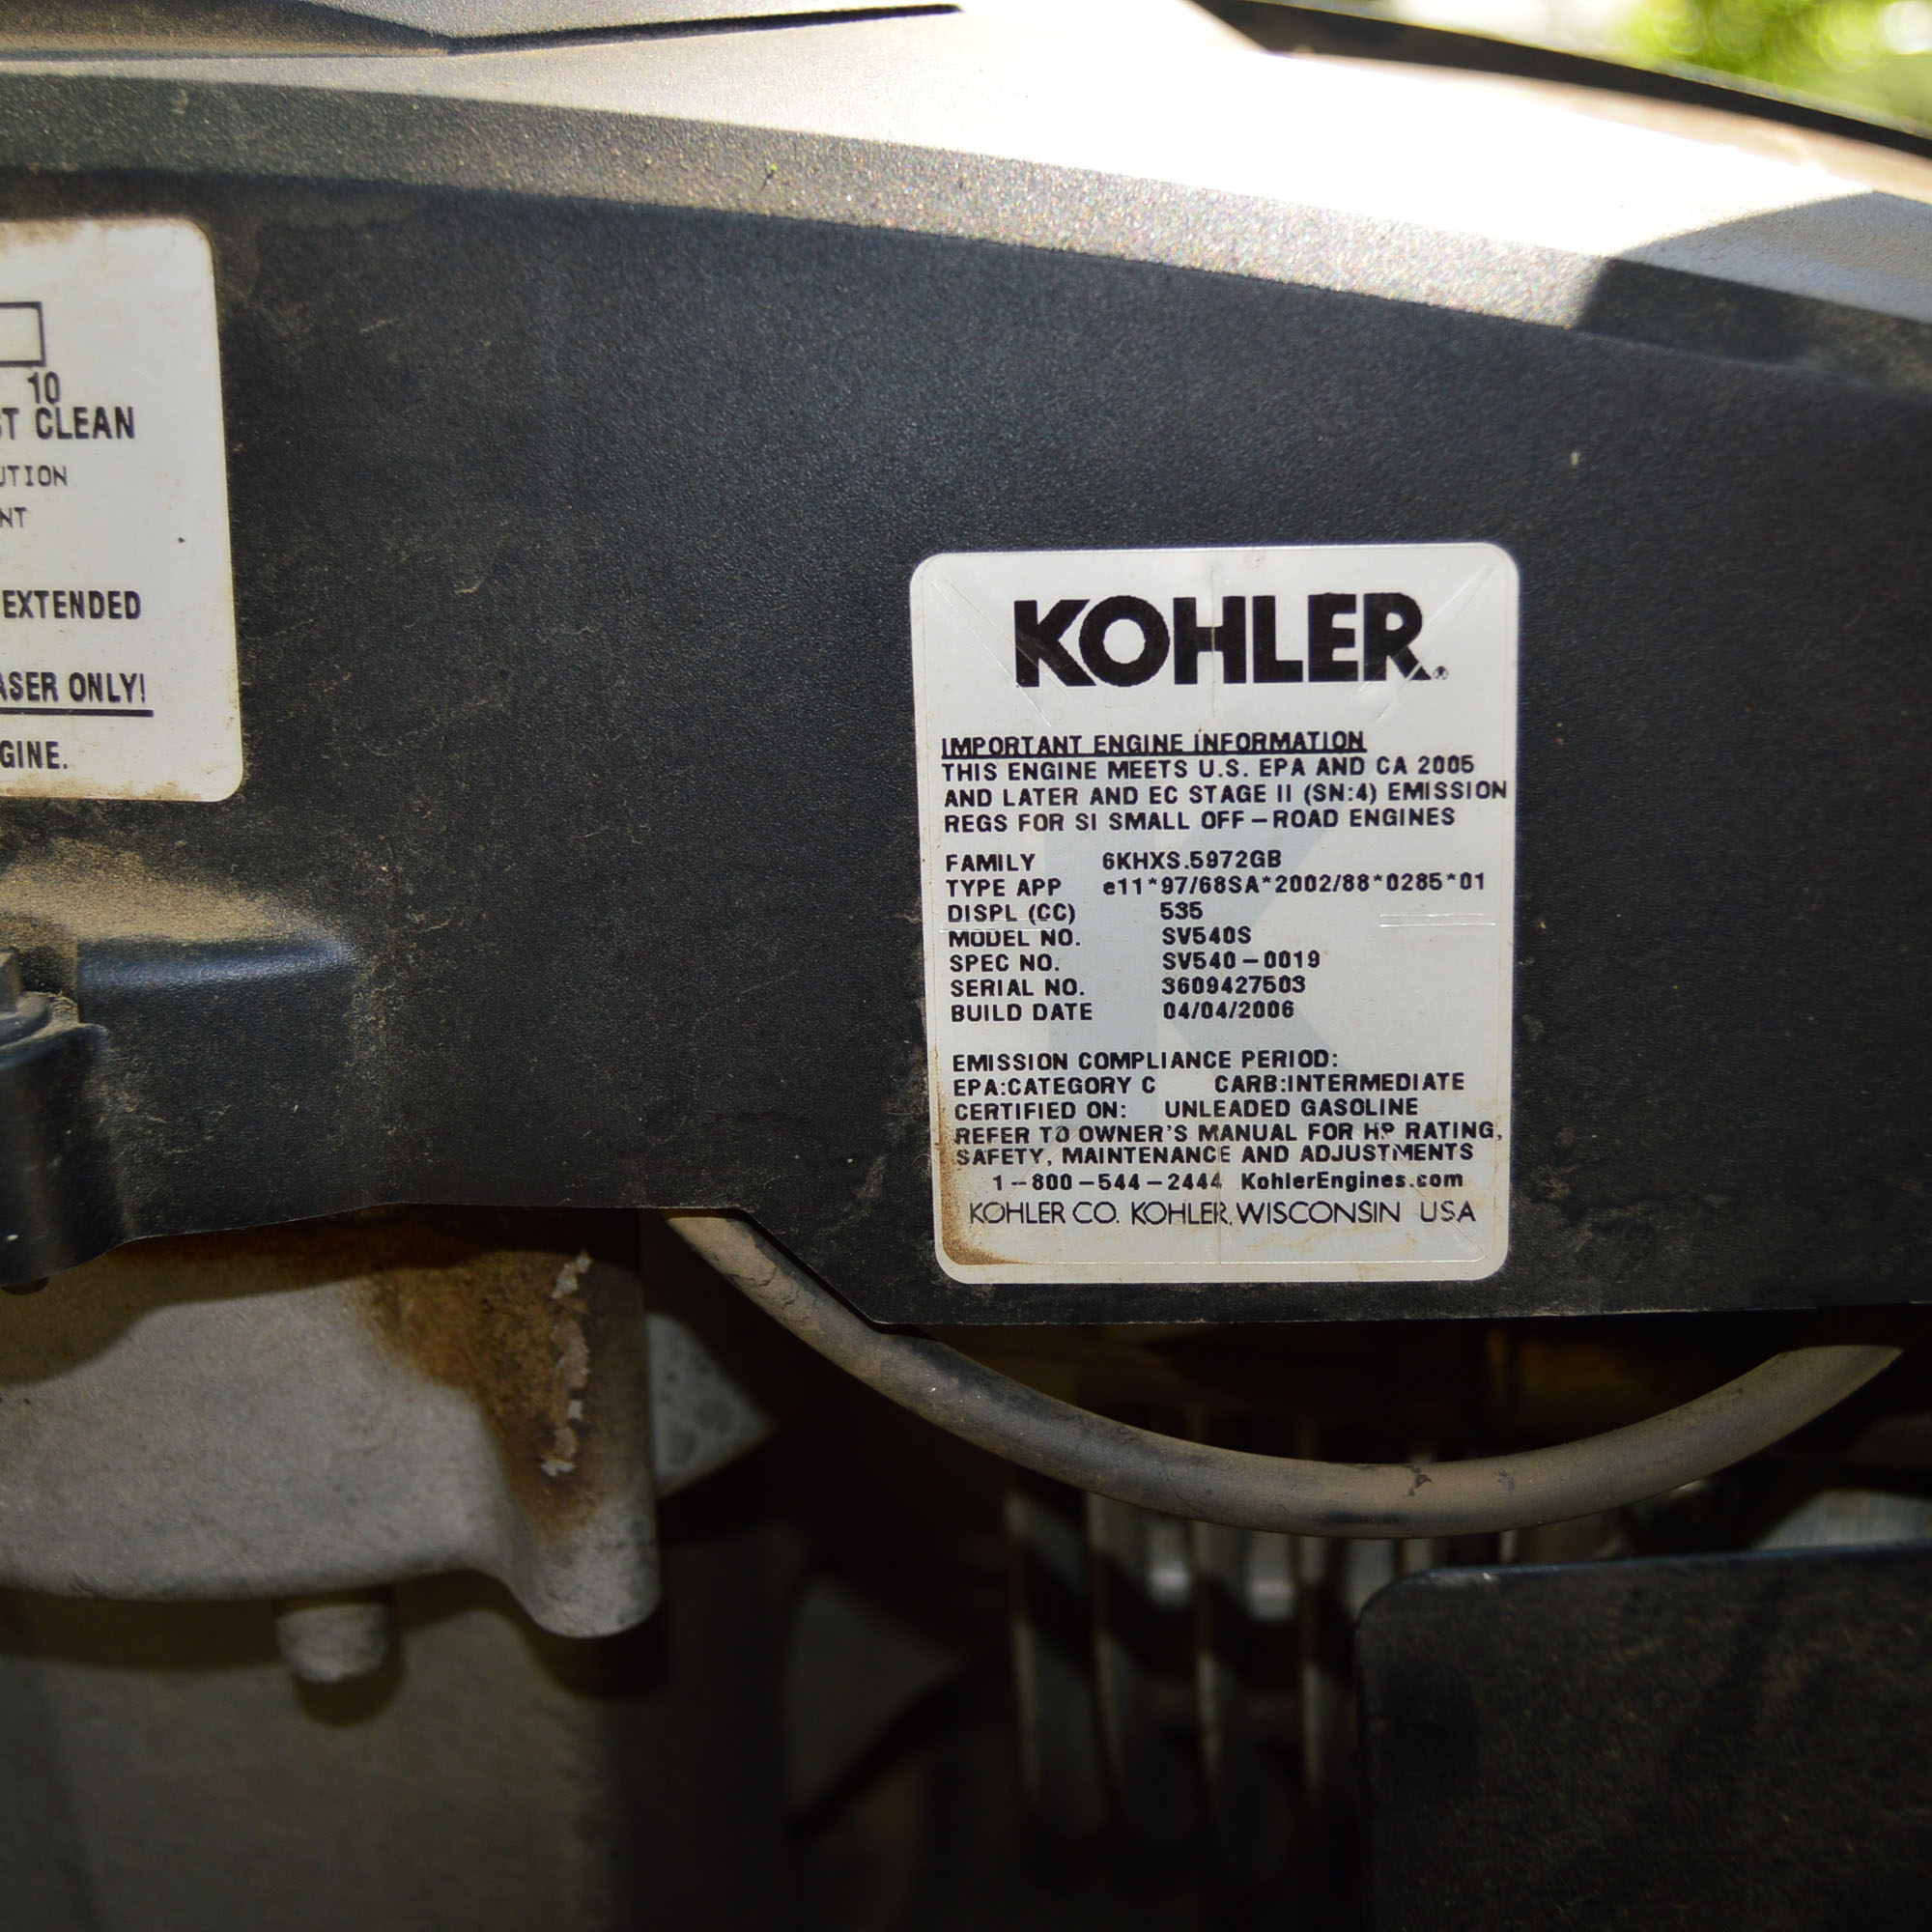 10
CLEAN
EXTENDED
ONLY!
KOHLER®
IMPORTANT ENGINE INFORMATION
THIS ENGINE MEETS U.S. EPA AND CA 2005
AND LATER AND EC STAGE II (SN:4) EMISSION
REGS FOR SI SMALL OFF-ROAD ENGINES
FAMILY 6KHXS.5972GB
TYPE APP e11*97/68SA*2002/88*0285*01
DISPL (CC) 535
MODEL NO. SV540S
SPEC NO. SV540-0019
SERIAL NO. 3609427503
BUILD DATE 04/04/2006
EMISSION COMPLIANCE PERIOD:
EPA:CATEGORY C CARB:INTERMEDIATE
CERTIFIED ON: UNLEADED GASOLINE
REFER TO OWNER'S MANUAL FOR HP RATING,
SAFETY, MAINTENANCE AND ADJUSTMENTS
1-800-544-2444 KohlerEngines.com
KOHLER CO. KOHLER, WISCONSIN USA